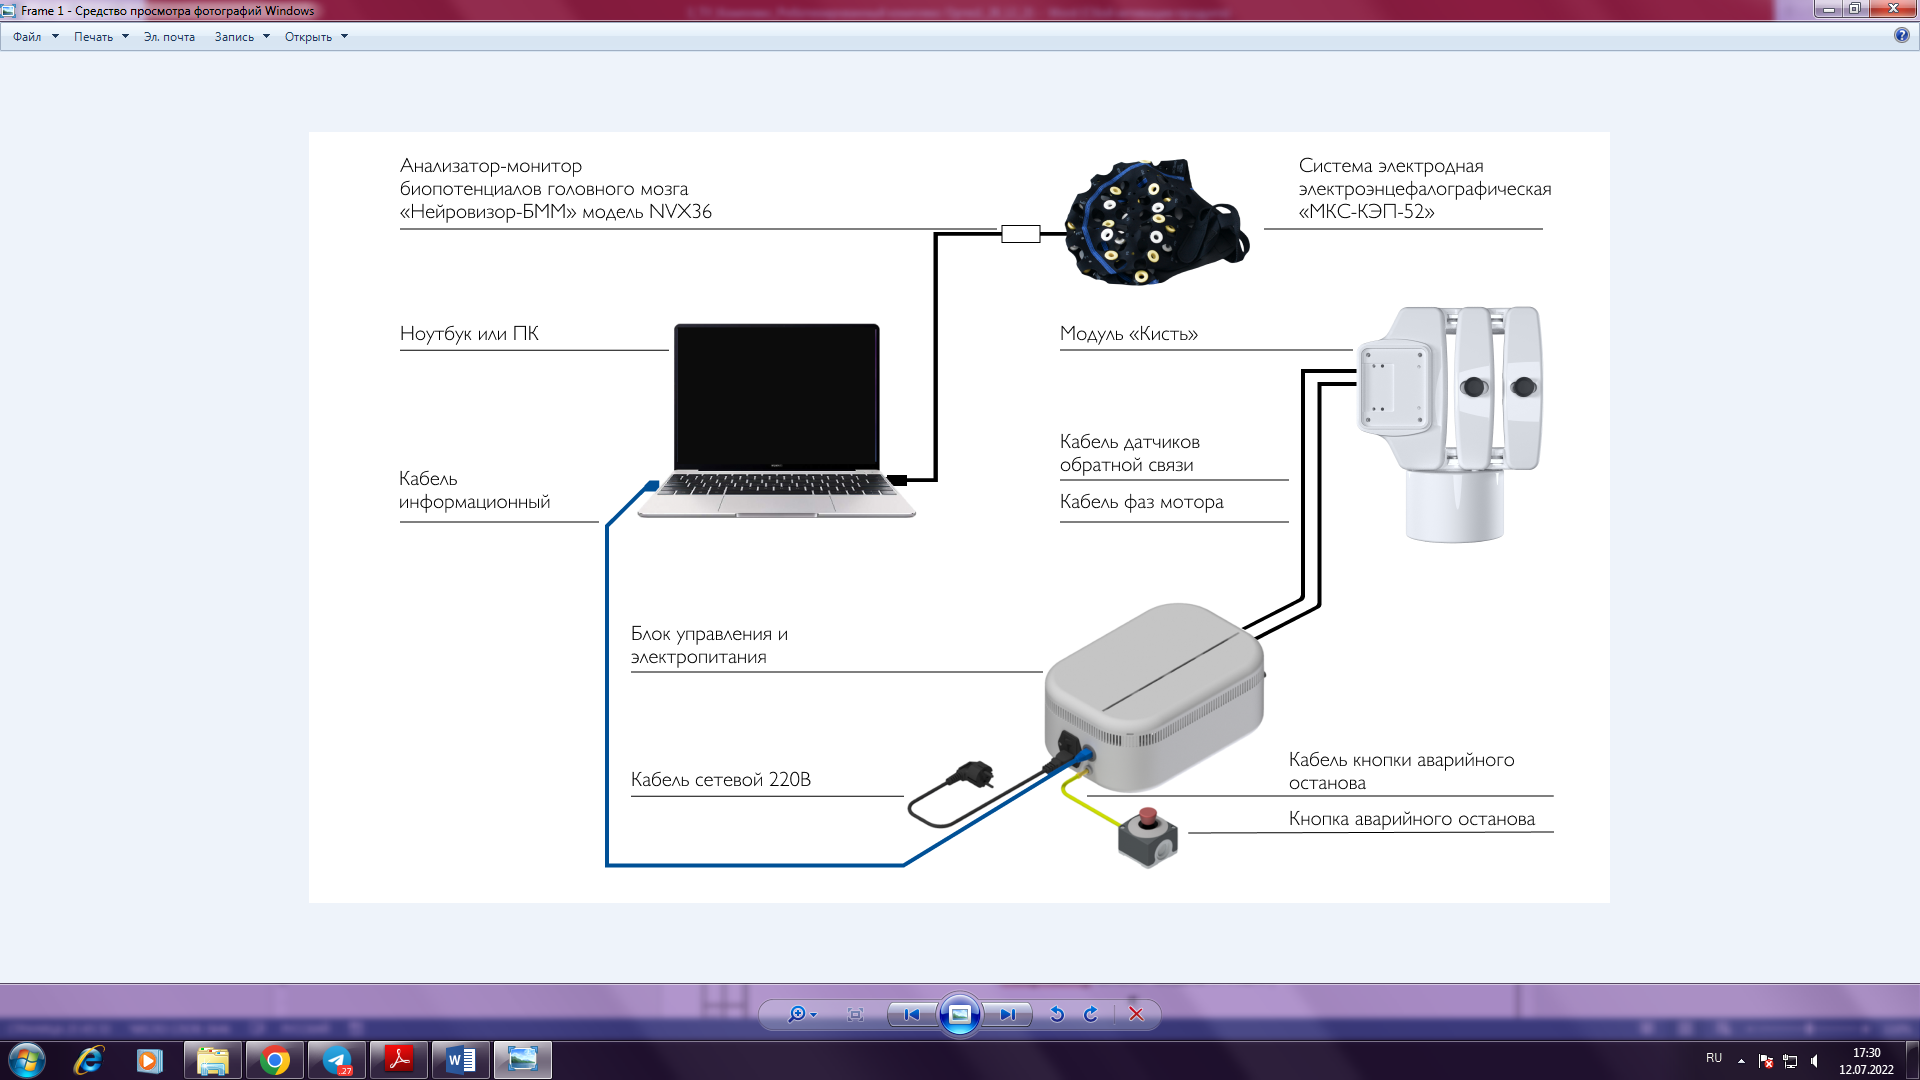 Frame 1 - Средство просмотра фотографий Windows
Файл Печать Эл. почта Запись Открыть
Анализатор-монитор
биопотенциалов головного мозга
«Нейровизор-БММ» модель NVX36
Система электродная
электроэнцефалографическая
«МКС-КЭП-52»
Ноутбук или ПК
Модуль «Кисть»
Кабель датчиков
обратной связи
Кабель
информационный
Кабель фаз мотора
Блок управления и
электропитания
Кабель сетевой 220В
Кабель кнопки аварийного
останова
Кнопка аварийного останова
27
RU
17:30
12.07.2022